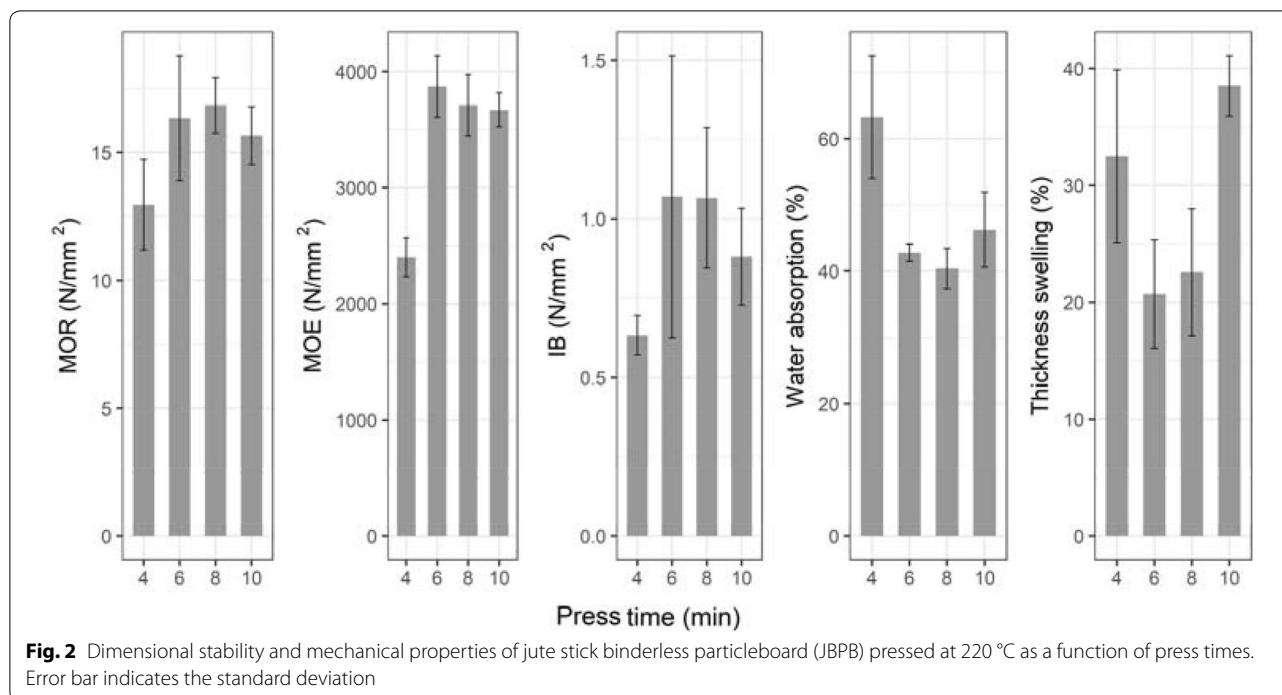 MOR (N/mm 2)
15
10
5
0
4 6 8 10
MOE (N/mm 2)
4000
3000
2000
1000
0
4 6 8 10
IB (N/mm 2)
1.5
1.0
0.5
0.0
4 6 8 10
Water absorption (%)
60
40
20
0
4 6 8 10
Thickness swelling (%)
40
30
20
10
0
4 6 8 10
Press time (min)
Fig. 2 Dimensional stability and mechanical properties of jute stick binderless particleboard (JBPB) pressed at 220 °C as a function of press times.
Error bar indicates the standard deviation